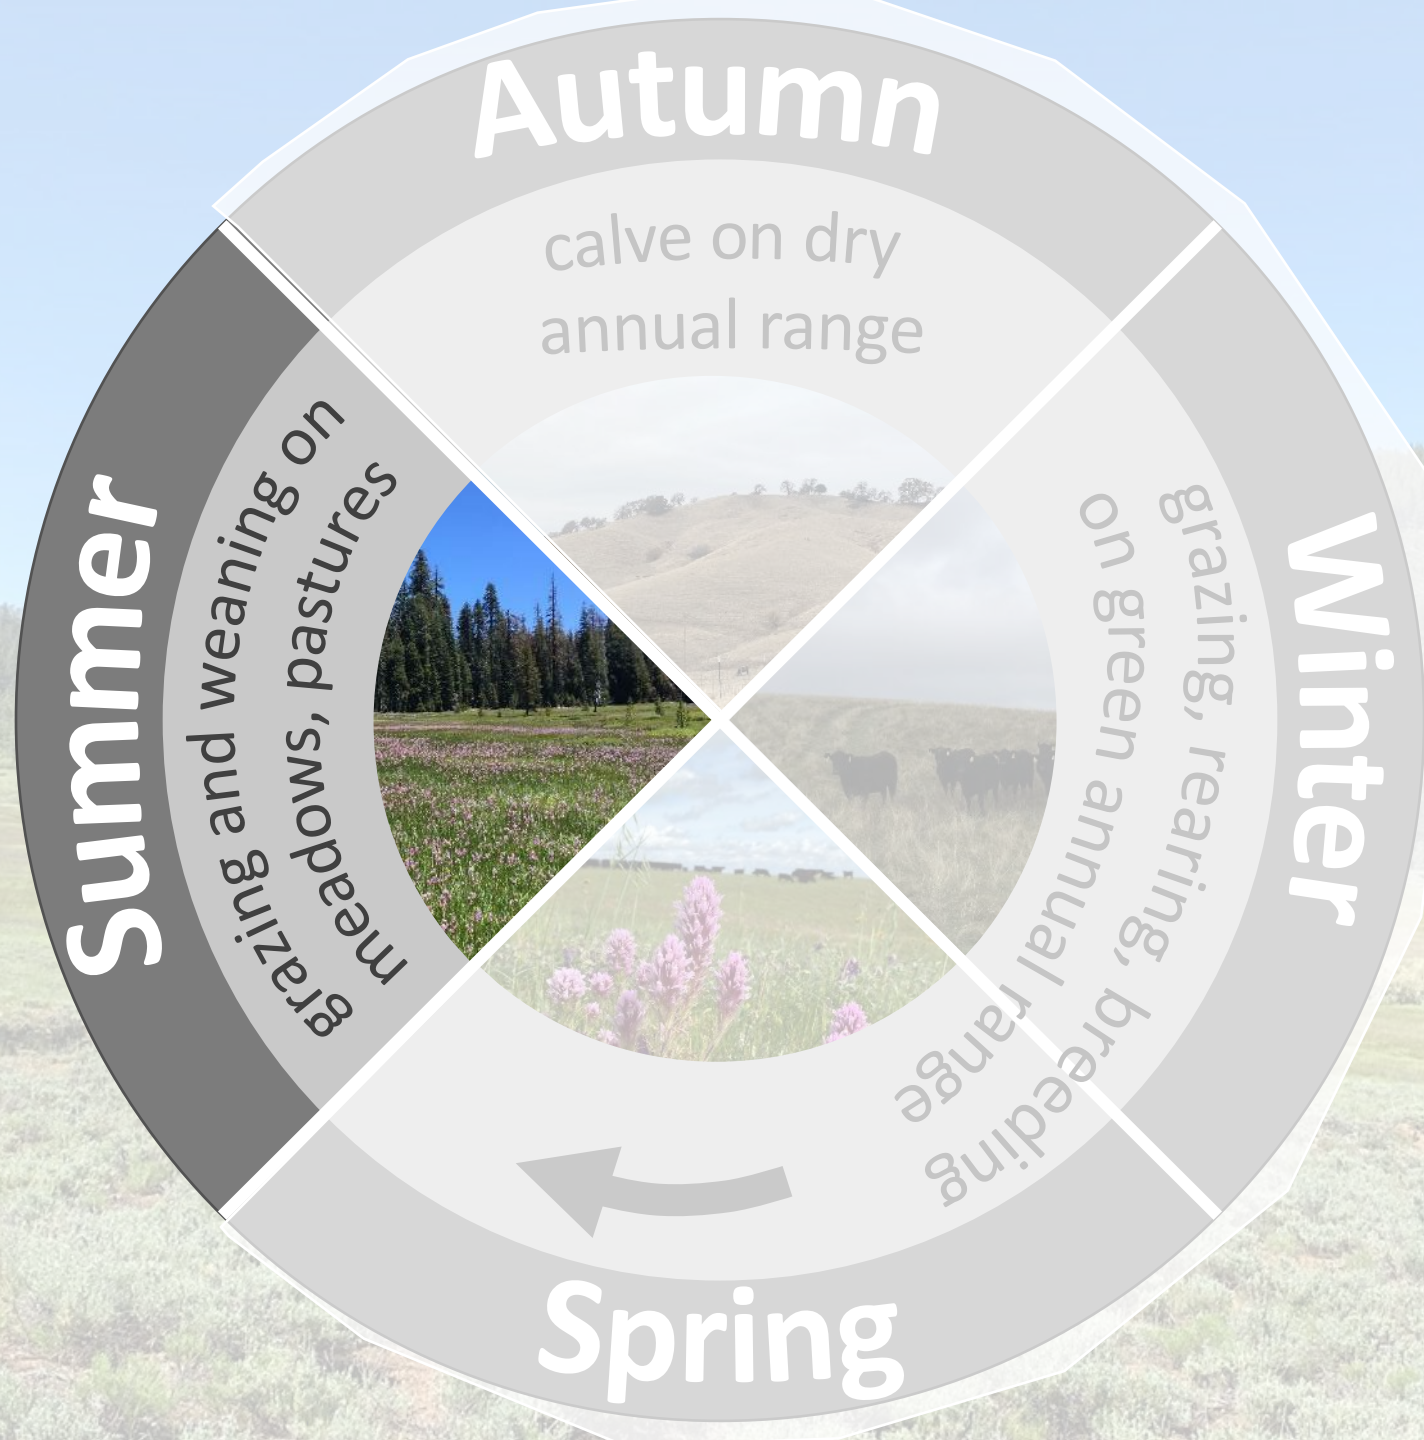 Autumn
calve on dry
annual range
Winter
grazing, rearing, breeding
on green annual range
Spring
Summer
grazing and weaning on
meadows, pastures